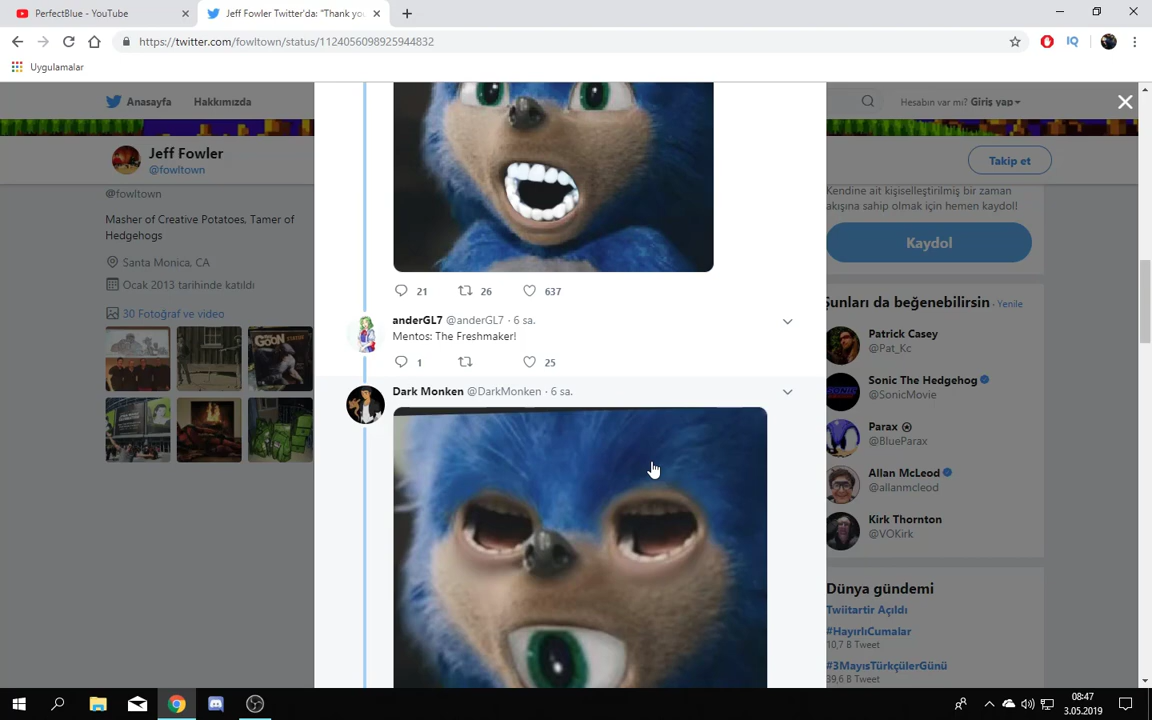 PerfectBlue - YouTube
Jeff Fowler Twitter'da: "Thank you
https://twitter.com/fowltown/status/1124056098925944832
Uygulamalar
Anasayfa
Hakkımızda
Hesabın var mı? Giriş yap
Jeff Fowler
@fowltown
Takip et
@fowltown
Masher of Creative Potatoes, Tamer of
Hedgehogs
Santa Monica, CA
Ocak 2013 tarihinde katıldı
30 Fotoğraf ve video
GOON
21
26
637
anderGL7 @anderGL7 · 6 sa.
Mentos: The Freshmaker!
1
25
Dark Monken @DarkMonken · 6 sa.
Kendine ait kişiselleştirilmiş bir zaman
akışına sahip olmak için hemen kaydol!
Kaydol
Şunları da beğenebilirsin · Yenile
Patrick Casey
@Pat_Kc
Sonic The Hedgehog
@SonicMovie
Parax
@BlueParax
Allan McLeod
@allanmcleod
Kirk Thornton
@VOKirk
Dünya gündemi
Twiitartir Açıldı
#HayırlıCumalar
10,7 B Tweet
#3MayısTürkçülerGünü
39,6 B Tweet
08:47
3.05.2019